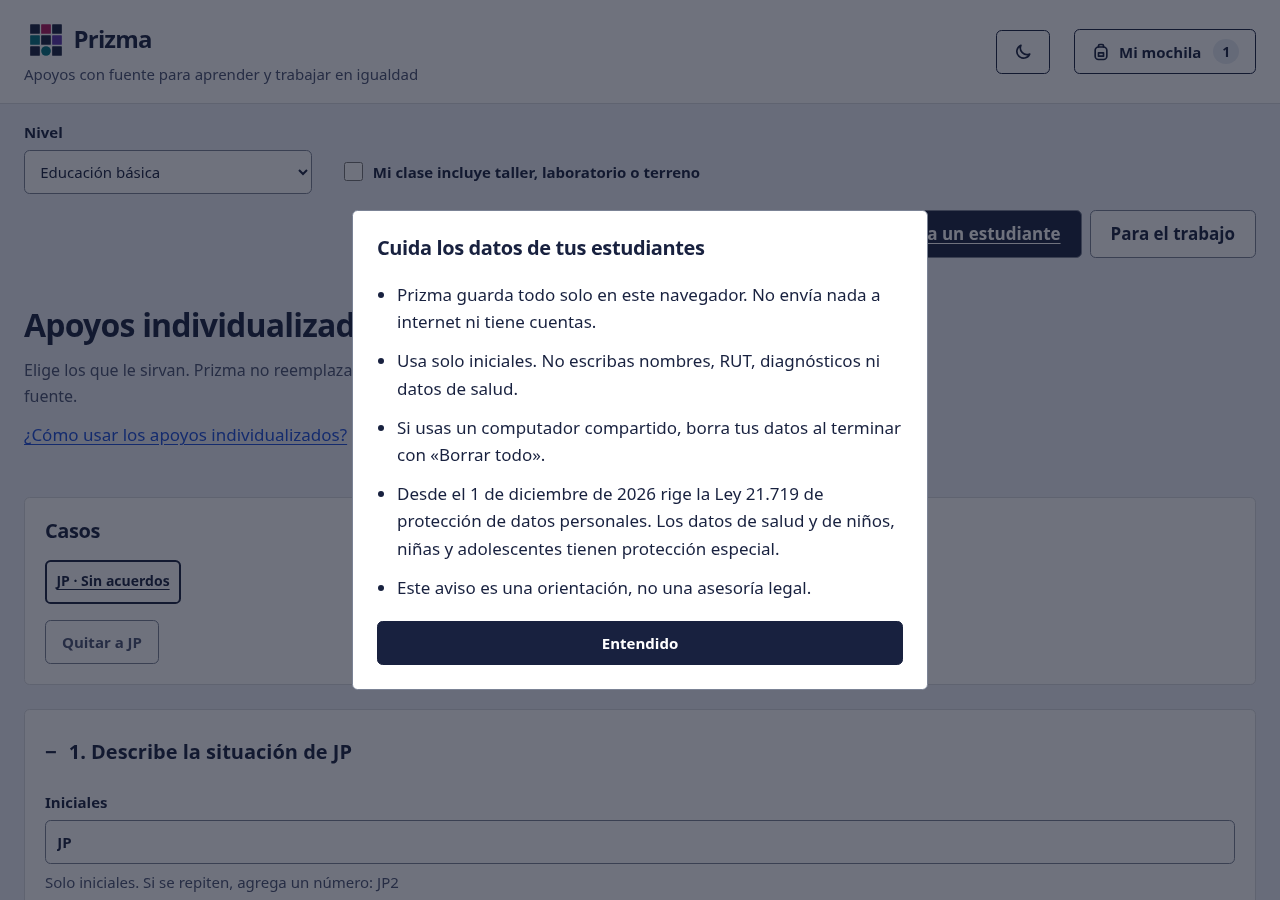 Prizma
Apoyos con fuente para aprender y trabajar en igualdad
Mi mochila 1
Nivel
Educación básica
Mi clase incluye taller, laboratorio o terreno
a un estudiante
Para el trabajo
Apoyos individualizad
Elige los que le sirvan. Prizma no reemplaza
fuente.
¿Cómo usar los apoyos individualizados?
Cuida los datos de tus estudiantes
• Prizma guarda todo solo en este navegador. No envía nada a
internet ni tiene cuentas.
• Usa solo iniciales. No escribas nombres, RUT, diagnósticos ni
datos de salud.
• Si usas un computador compartido, borra tus datos al terminar
con «Borrar todo».
• Desde el 1 de diciembre de 2026 rige la Ley 21.719 de
protección de datos personales. Los datos de salud y de niños,
niñas y adolescentes tienen protección especial.
• Este aviso es una orientación, no una asesoría legal.
Entendido
Casos
JP · Sin acuerdos
Quitar a JP
− 1. Describe la situación de JP
Iniciales
JP
Solo iniciales. Si se repiten, agrega un número: JP2